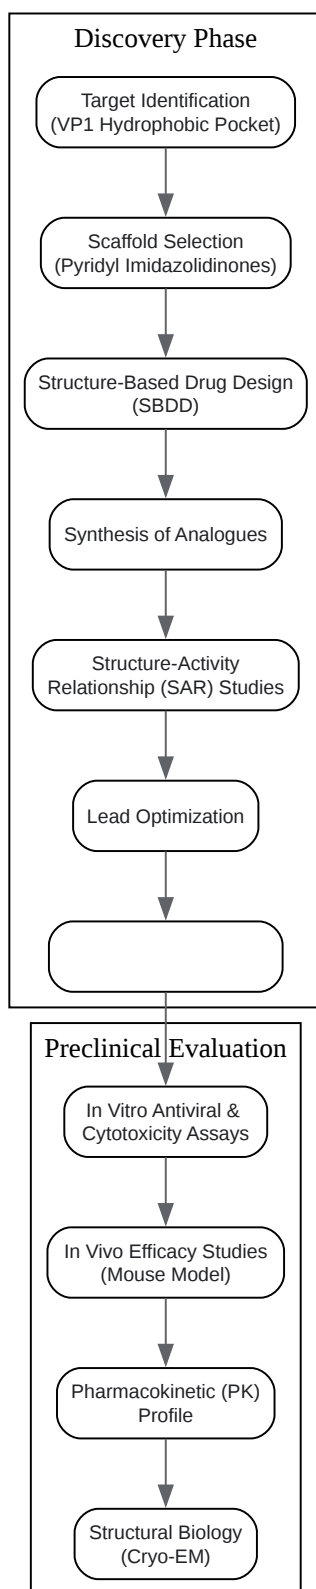 Discovery Phase
Target Identification
(VP1 Hydrophobic Pocket)
Scaffold Selection
(Pyridyl Imidazolidinones)
Structure-Based Drug Design
(SBDD)
Synthesis of Analogues
Structure-Activity
Relationship (SAR) Studies
Lead Optimization
Preclinical Evaluation
In Vitro Antiviral &
Cytotoxicity Assays
In Vivo Efficacy Studies
(Mouse Model)
Pharmacokinetic (PK)
Profile
Structural Biology
(Cryo-EM)